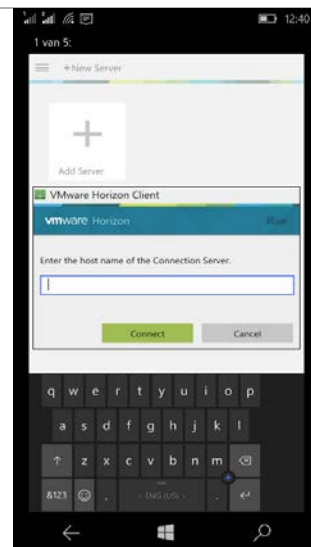 12:40
1 van 5:
+New Server
Add Server
VMware Horizon Client
vmware Horizon
Enter the host name of the Connection Server.
Connect Cancel
q w e r t y u i o p
a s d f g h j k l
z x c v b n m
&123 , ENG (US) .